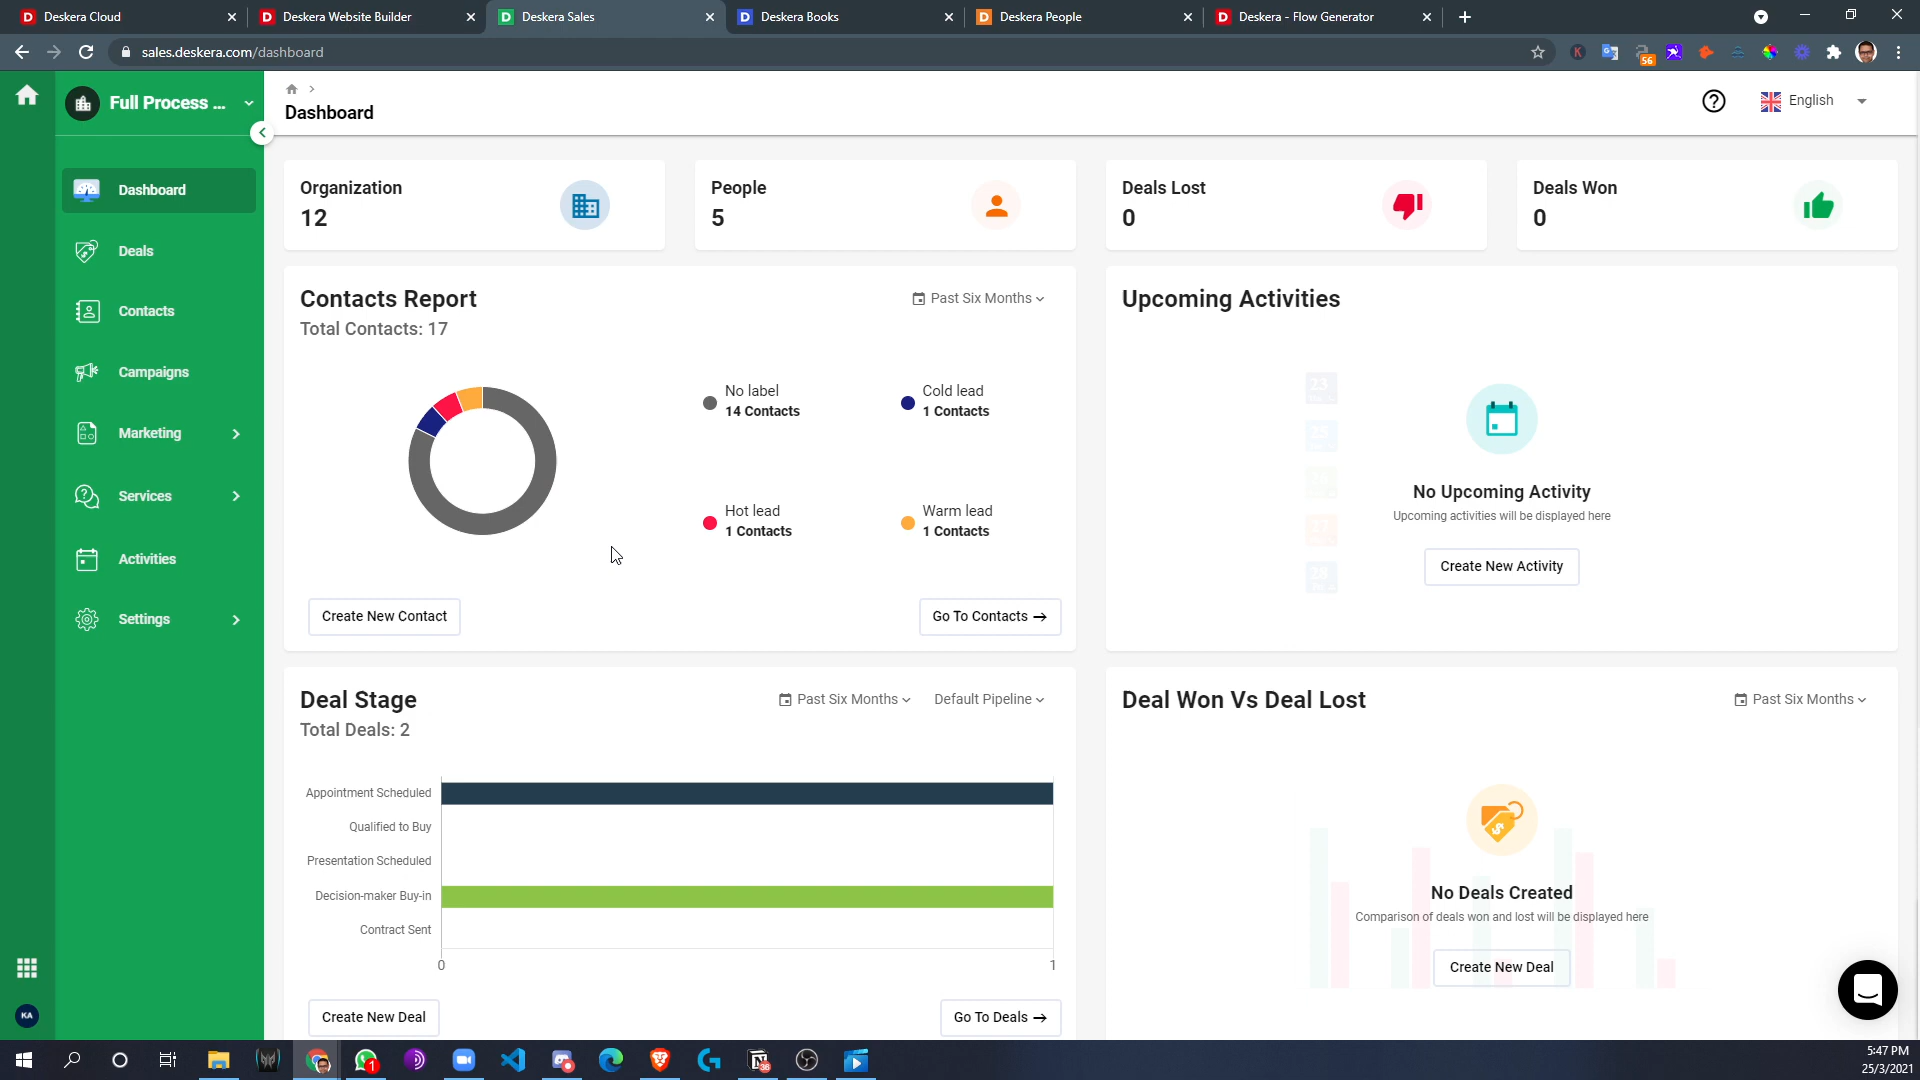 Deskera Cloud
Deskera Website Builder
Deskera Sales
Deskera Books
Deskera People
Deskera - Flow Generator
sales.deskera.com/dashboard
56
Full Process ...
Dashboard
English
Dashboard
Deals
Contacts
Campaigns
Marketing
Services
Activities
Settings
KA
Organization
12
People
5
Deals Lost
0
Deals Won
0
Contacts Report
Past Six Months
Total Contacts: 17
No label
14 Contacts
Cold lead
1 Contacts
Hot lead
1 Contacts
Warm lead
1 Contacts
Create New Contact
Go To Contacts →
Upcoming Activities
23
25
28
No Upcoming Activity
Upcoming activities will be displayed here
Create New Activity
Deal Stage
Past Six Months
Default Pipeline
Total Deals: 2
Appointment Scheduled
Qualified to Buy
Presentation Scheduled
Decision-maker Buy-in
Contract Sent
0
1
Create New Deal
Go To Deals →
Deal Won Vs Deal Lost
Past Six Months
No Deals Created
Comparison of deals won and lost will be displayed here
Create New Deal
1
36
5:47 PM
25/3/2021